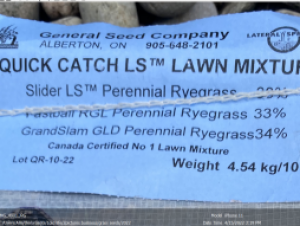 General Seed Company
ALBERTON, ON 905-648-2101
QUICK CATCH LS™ LAWN MIXTUR
Slider LS™ Perennial Ryegrass 33%
Fastball RGL Perennial Ryegrass 33%
GrandSlam GLD Perennial Ryegrass34%
Canada Certified No 1 Lawn Mixture
Lot QR-10-22
Weight 4.54 kg/10